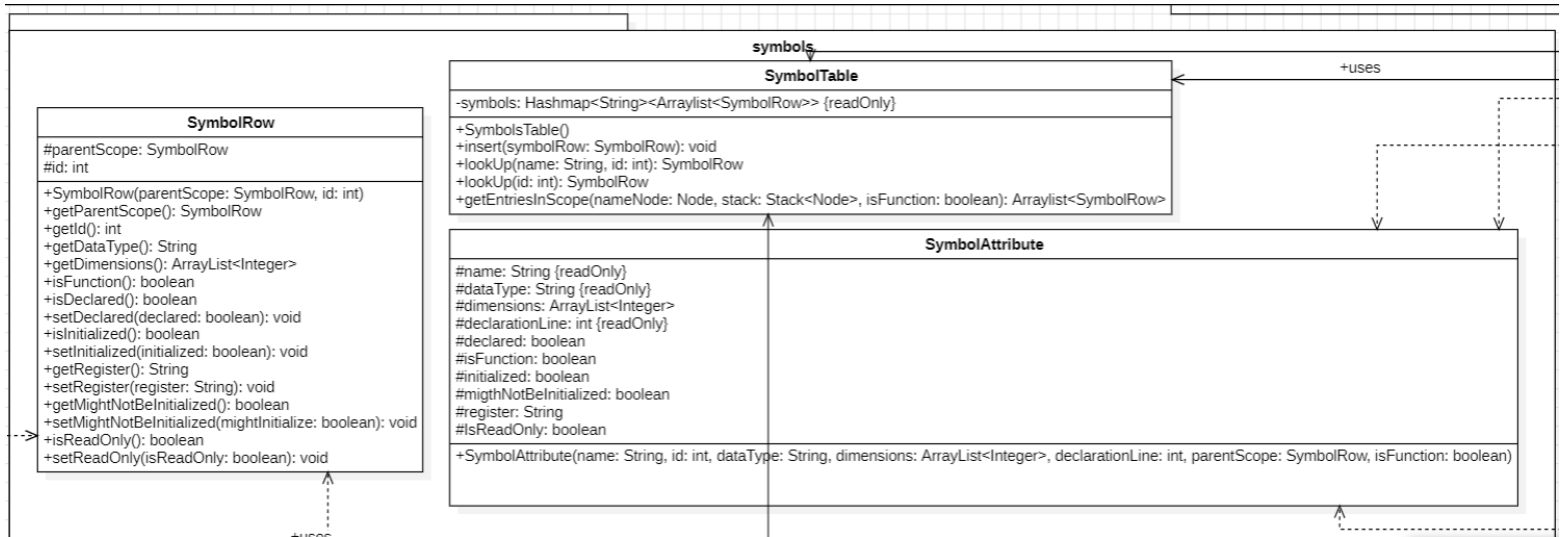 symbols
SymbolTable
-symbols: Hashmap<String><Arraylist<SymbolRow>> {readOnly}
+SymbolsTable()
+insert(symbolRow: SymbolRow): void
+lookUp(name: String, id: int): SymbolRow
+lookUp(id: int): SymbolRow
+getEntriesInScope(nameNode: Node, stack: Stack<Node>, isFunction: boolean): Arraylist<SymbolRow>
+uses
SymbolRow
#parentScope: SymbolRow
#id: int
+SymbolRow(parentScope: SymbolRow, id: int)
+getParentScope(): SymbolRow
+getId(): int
+getDataType(): String
+getDimensions(): ArrayList<Integer>
+isFunction(): boolean
+isDeclared(): boolean
+setDeclared(declared: boolean): void
+isInitialized(): boolean
+setInitialized(initialized: boolean): void
+getRegister(): String
+setRegister(register: String): void
+getMightNotBeInitialized(): boolean
+setMightNotBeInitialized(mightInitialize: boolean): void
+isReadOnly(): boolean
+setReadOnly(isReadOnly: boolean): void
SymbolAttribute
#name: String {readOnly}
#dataType: String {readOnly}
#dimensions: ArrayList<Integer>
#declarationLine: int {readOnly}
#declared: boolean
#isFunction: boolean
#initialized: boolean
#migthNotBeInitialized: boolean
#register: String
#IsReadOnly: boolean
+SymbolAttribute(name: String, id: int, dataType: String, dimensions: ArrayList<Integer>, declarationLine: int, parentScope: SymbolRow, isFunction: boolean)
+uses